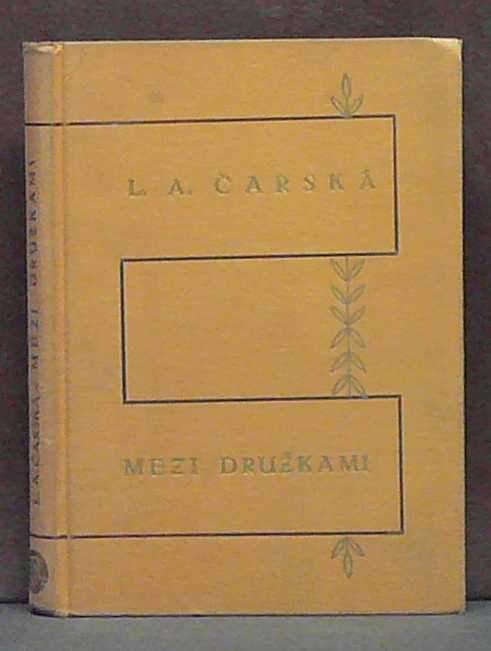 L. A. ČARSKÁ
MEZI DRUŽKAMI
L.A.ČARSKÁ: MEZI DRUŽKAMI